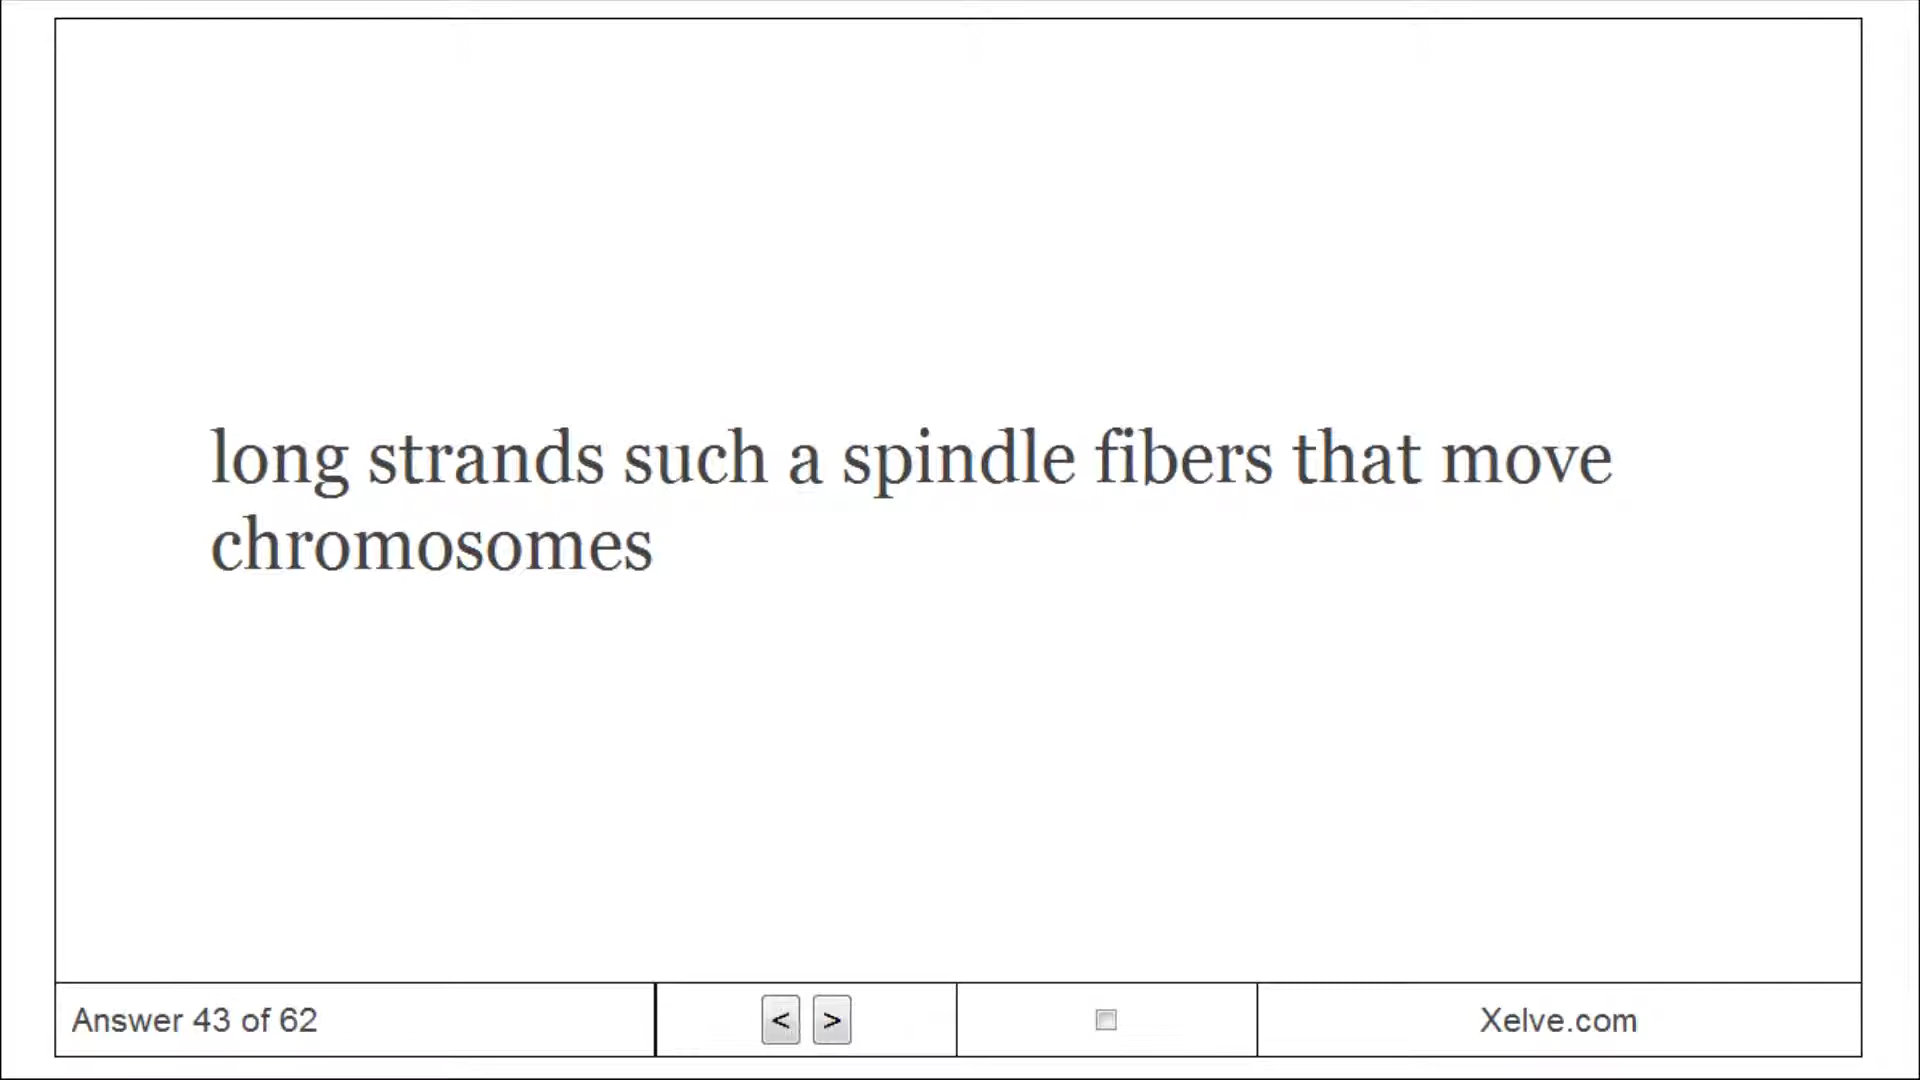 long strands such a spindle fibers that move
chromosomes
Answer 43 of 62
< >
Xelve.com